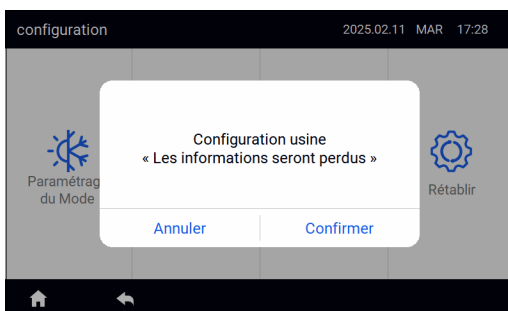 configuration 2025.02.11 MAR 17:28
Configuration usine
« Les informations seront perdus »
Paramétrag
du Mode
Rétablir
Annuler Confirmer